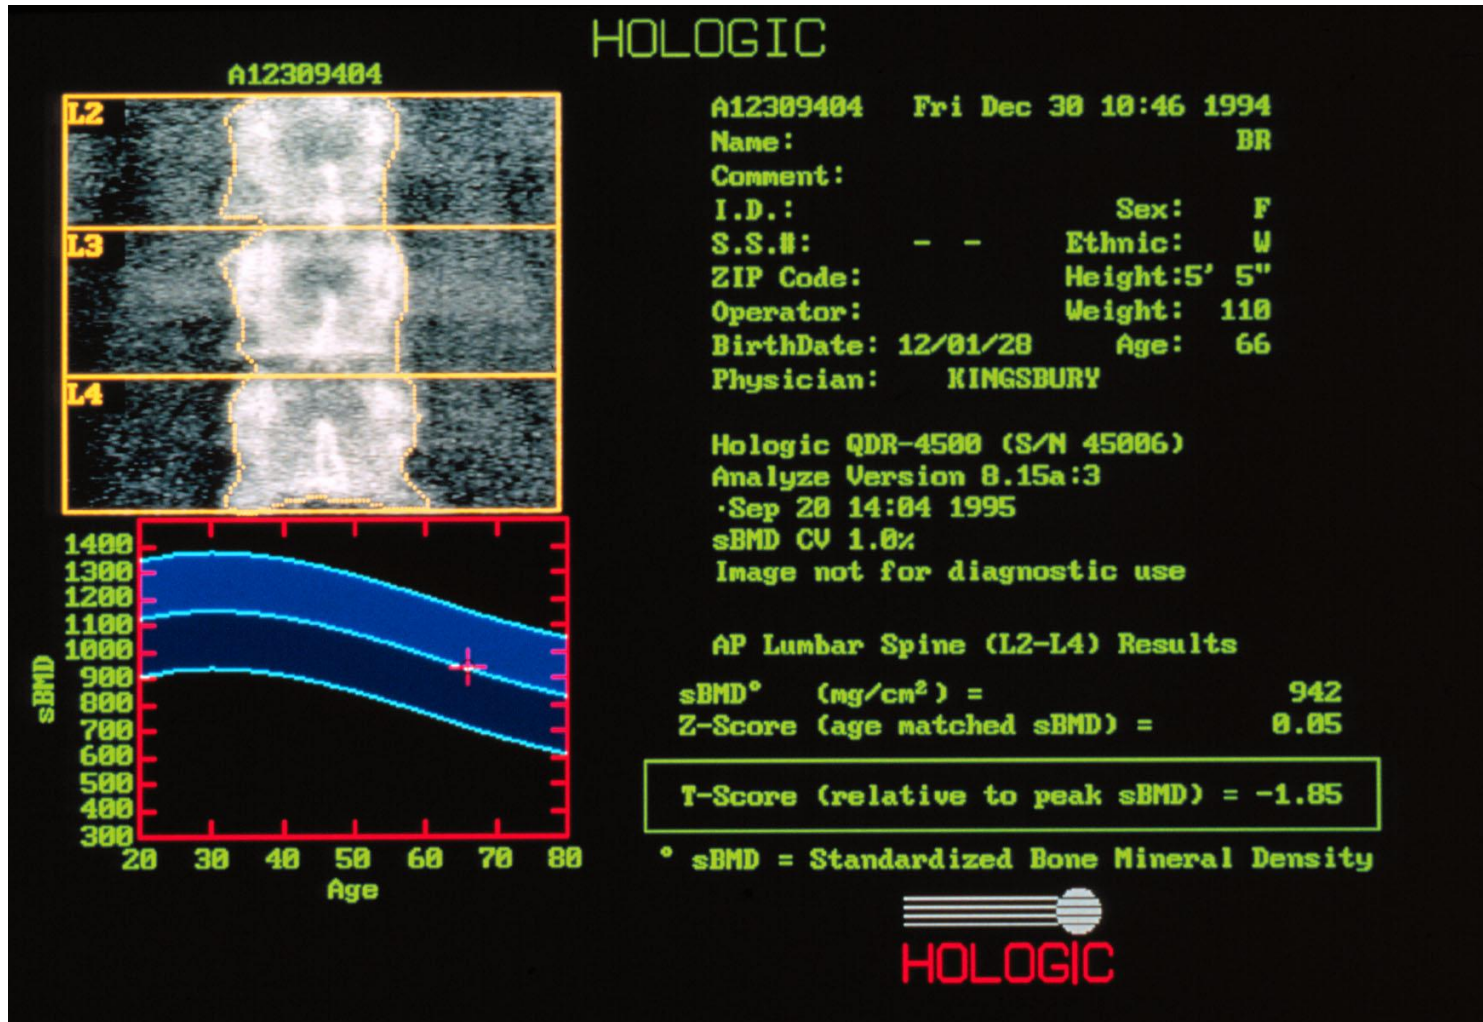 HOLOGIC
A12309404
L2
L3
L4
1400
1300
1200
1100
1000
900
800
700
600
500
400
300
sBMD
20 30 40 50 60 70 80
Age
A12309404 Fri Dec 30 10:46 1994
Name: BR
Comment:
I.D.: Sex: F
S.S.#: - - Ethnic: W
ZIP Code: Height:5' 5"
Operator: Weight: 110
BirthDate: 12/01/28 Age: 66
Physician: KINGSBURY
Hologic QDR-4500 (S/N 45006)
Analyze Version 8.15a:3
·Sep 20 14:04 1995
sBMD CV 1.0%
Image not for diagnostic use
AP Lumbar Spine (L2-L4) Results
sBMD° (mg/cm²) = 942
Z-Score (age matched sBMD) = 0.05
T-Score (relative to peak sBMD) = -1.85
° sBMD = Standardized Bone Mineral Density
HOLOGIC